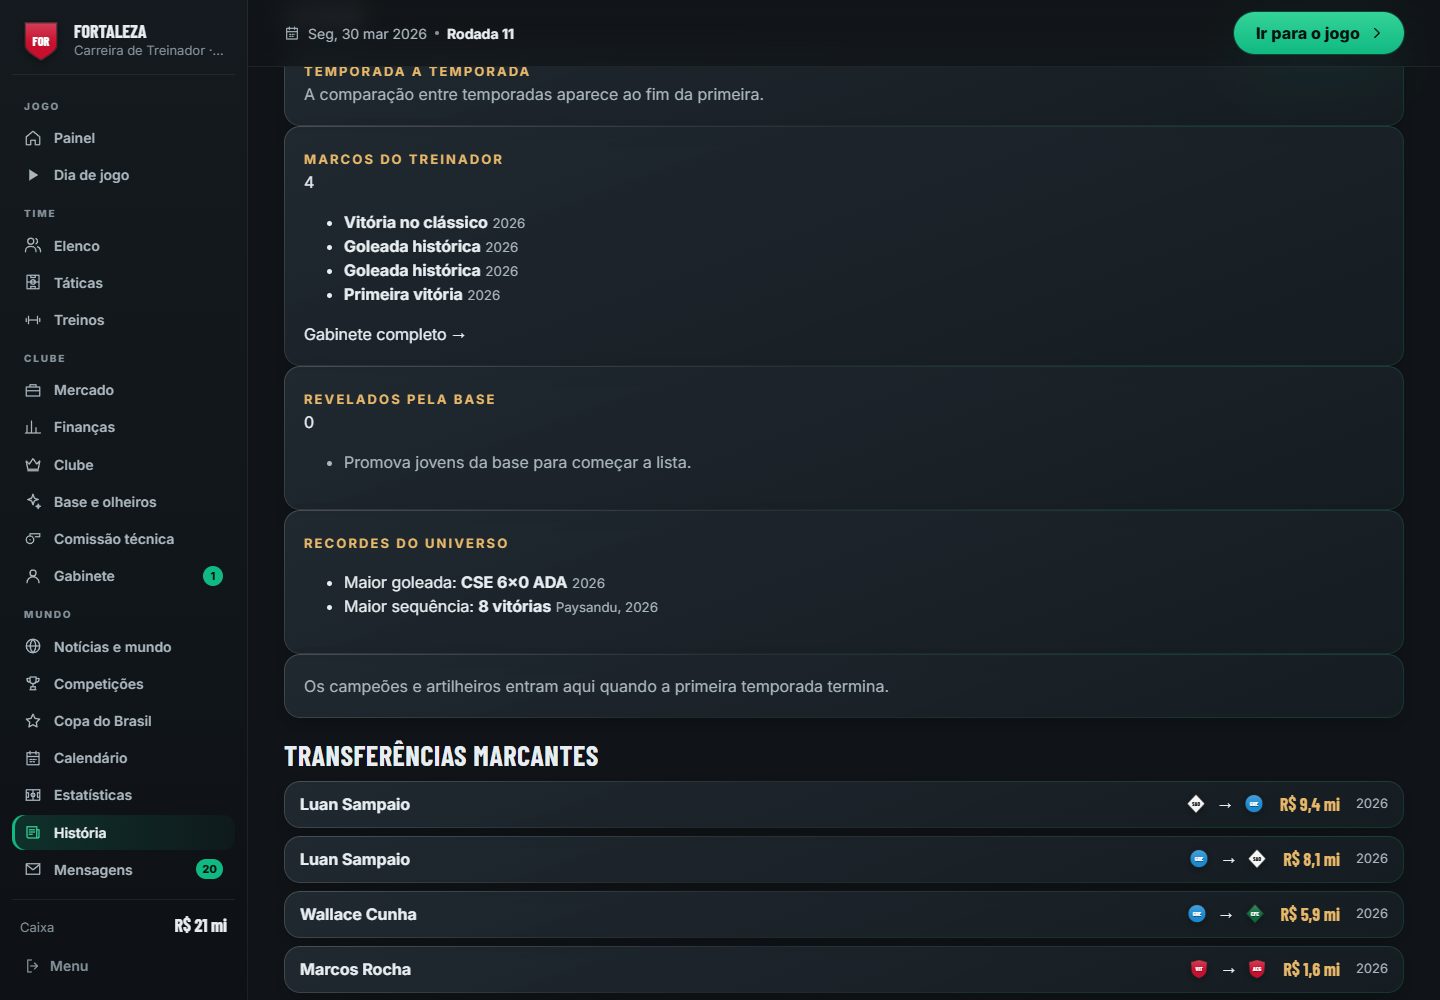 FOR
FORTALEZA
Carreira de Treinador ·...
JOGO
Painel
Dia de jogo
TIME
Elenco
Táticas
Treinos
CLUBE
Mercado
Finanças
Clube
Base e olheiros
Comissão técnica
Gabinete 1
MUNDO
Notícias e mundo
Competições
Copa do Brasil
Calendário
Estatísticas
História
Mensagens 20
Caixa R$ 21 mi
Menu
Seg, 30 mar 2026 • Rodada 11
Ir para o jogo
TEMPORADA A TEMPORADA
A comparação entre temporadas aparece ao fim da primeira.
MARCOS DO TREINADOR
4
• Vitória no clássico 2026
• Goleada histórica 2026
• Goleada histórica 2026
• Primeira vitória 2026
Gabinete completo →
REVELADOS PELA BASE
0
• Promova jovens da base para começar a lista.
RECORDES DO UNIVERSO
• Maior goleada: CSE 6×0 ADA 2026
• Maior sequência: 8 vitórias Paysandu, 2026
Os campeões e artilheiros entram aqui quando a primeira temporada termina.
TRANSFERÊNCIAS MARCANTES
Luan Sampaio → R$ 9,4 mi 2026
Luan Sampaio → R$ 8,1 mi 2026
Wallace Cunha → R$ 5,9 mi 2026
Marcos Rocha → R$ 1,6 mi 2026